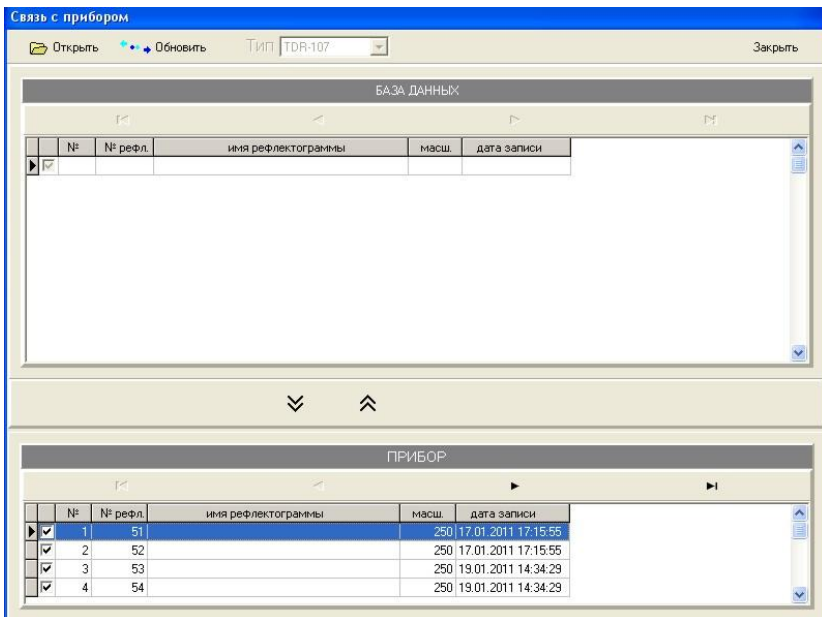 Связь с прибором
Открыть Обновить Тип TDR-107 Закрыть
БАЗА ДАННЫХ
№ № рефл. имя рефлектограммы масш. дата записи
ПРИБОР
№ № рефл. имя рефлектограммы масш. дата записи
1 51 250 17.01.2011 17:15:55
2 52 250 17.01.2011 17:15:55
3 53 250 19.01.2011 14:34:29
4 54 250 19.01.2011 14:34:29